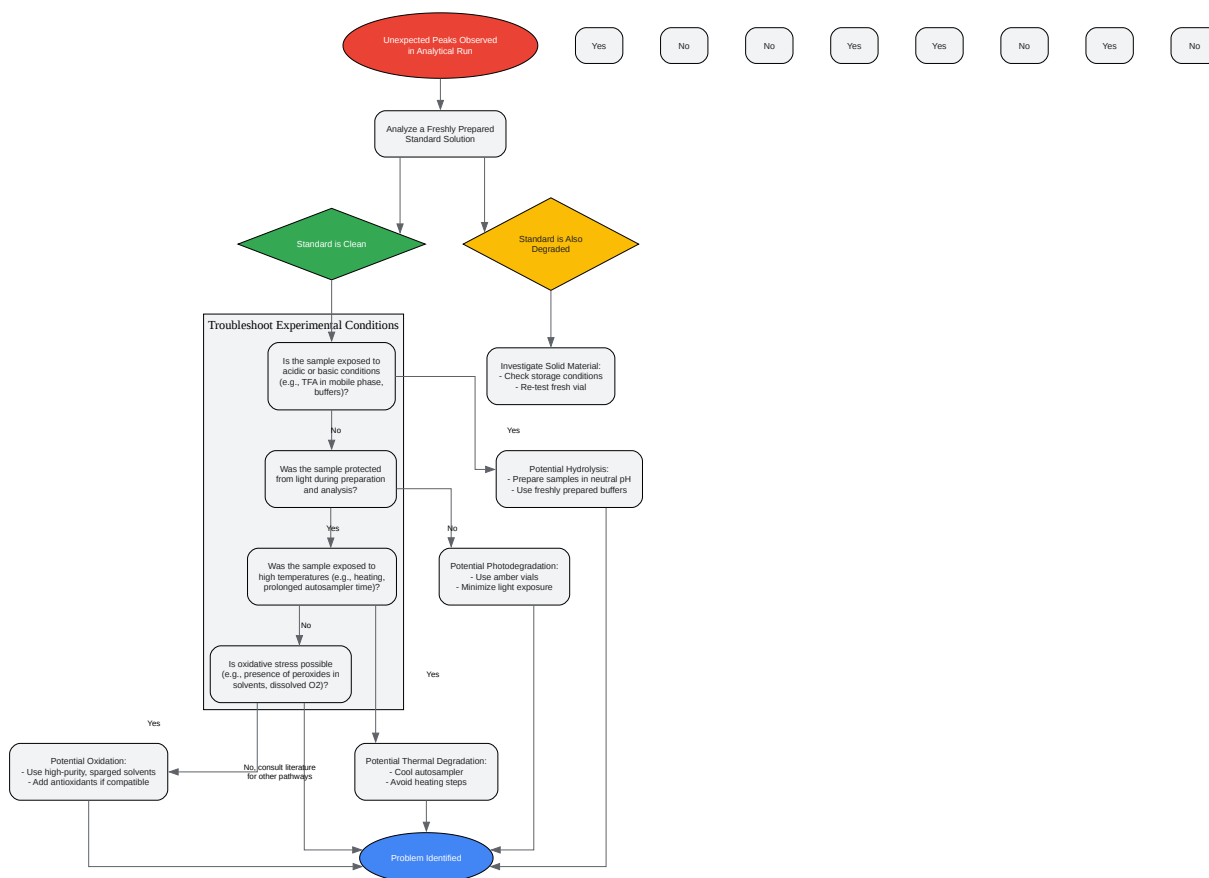 Unexpected Peaks Observed
in Analytical Run
Yes
No
No
Yes
Yes
No
Yes
No
Analyze a Freshly Prepared
Standard Solution
Standard is Clean
Standard is Also
Degraded
Troubleshoot Experimental Conditions
Is the sample exposed to
acidic or basic conditions
(e.g., TFA in mobile phase,
buffers)?
Investigate Solid Material:
- Check storage conditions
- Re-test fresh vial
No
Yes
Was the sample protected
from light during preparation
and analysis?
Potential Hydrolysis:
- Prepare samples in neutral pH
- Use freshly prepared buffers
Yes
No
Was the sample exposed to
high temperatures (e.g., heating,
prolonged autosampler time)?
Potential Photodegradation:
- Use amber vials
- Minimize light exposure
No
Is oxidative stress possible
(e.g., presence of peroxides in
solvents, dissolved O2)?
Yes
Yes
Potential Oxidation:
- Use high-purity, sparged solvents
- Add antioxidants if compatible
No, consult literature
for other pathways
Potential Thermal Degradation:
- Cool autosampler
- Avoid heating steps
Problem Identified